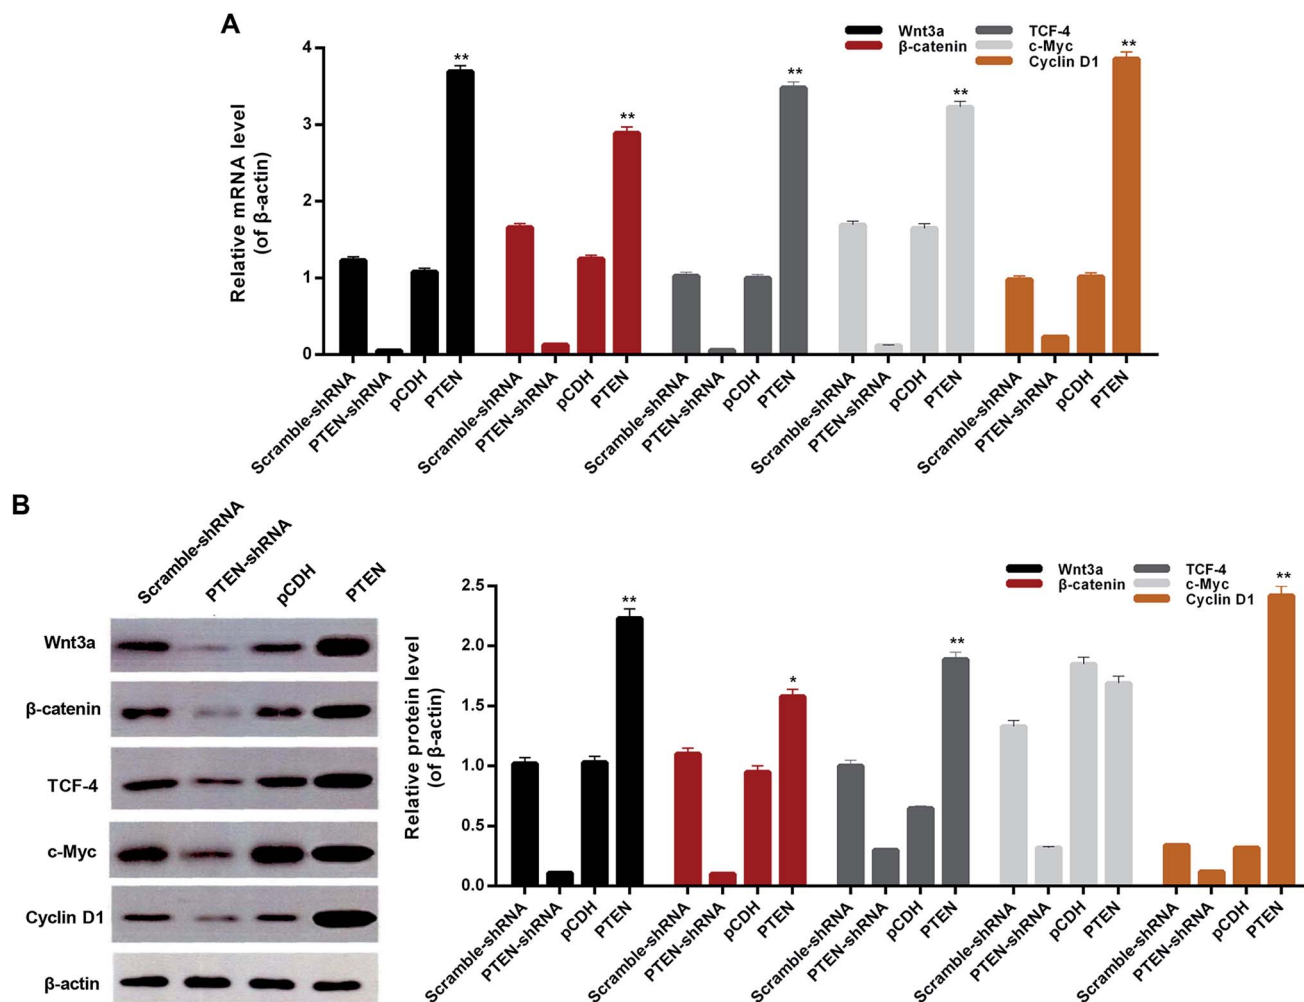 A
Wnt3a
β-catenin
TCF-4
c-Myc
Cyclin D1
Relative mRNA level
(of β-actin)
4
3
2
1
0
**
**
**
**
**
Scramble-shRNA
PTEN-shRNA
pCDH
PTEN
Scramble-shRNA
PTEN-shRNA
pCDH
PTEN
Scramble-shRNA
PTEN-shRNA
pCDH
PTEN
Scramble-shRNA
PTEN-shRNA
pCDH
PTEN
Scramble-shRNA
PTEN-shRNA
pCDH
PTEN
B
Scramble-shRNA
PTEN-shRNA
pCDH
PTEN
Wnt3a
β-catenin
TCF-4
c-Myc
Cyclin D1
β-actin
Wnt3a
β-catenin
TCF-4
c-Myc
Cyclin D1
Relative protein level
(of β-actin)
2.5
2.0
1.5
1.0
0.5
0.0
**
*
**
**
Scramble-shRNA
PTEN-shRNA
pCDH
PTEN
Scramble-shRNA
PTEN-shRNA
pCDH
PTEN
Scramble-shRNA
PTEN-shRNA
pCDH
PTEN
Scramble-shRNA
PTEN-shRNA
pCDH
PTEN
Scramble-shRNA
PTEN-shRNA
pCDH
PTEN